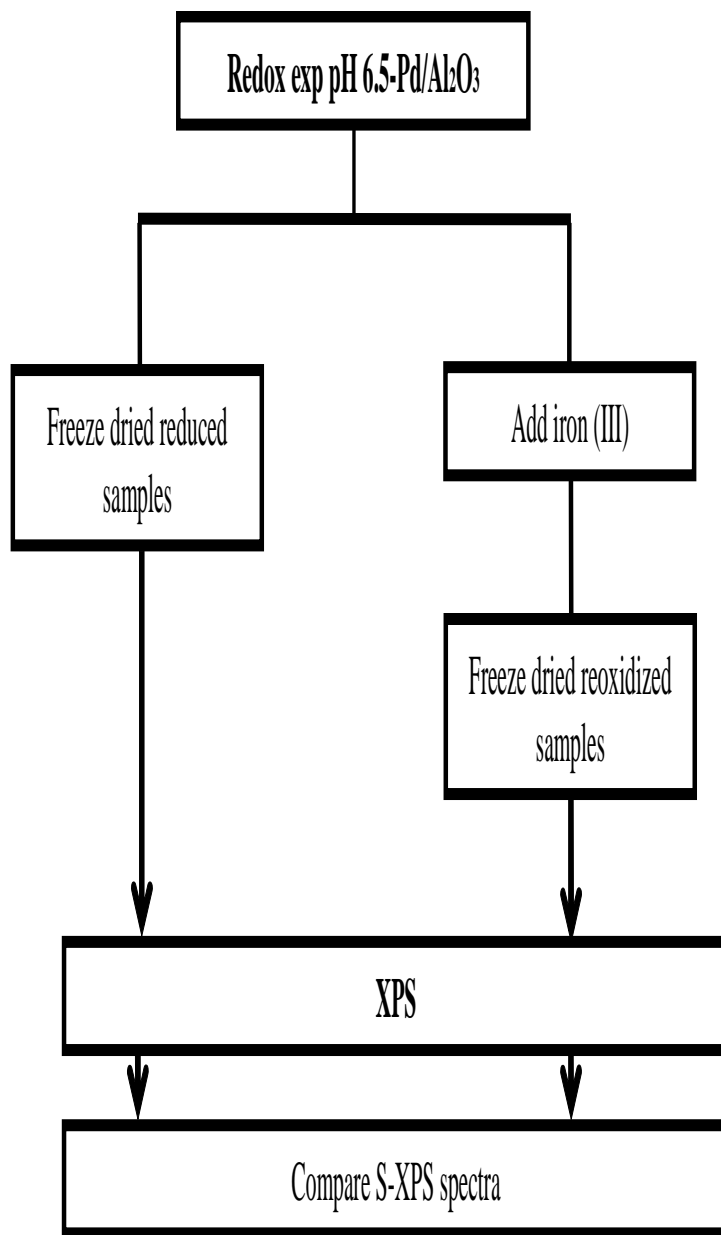 Redox exp pH 6.5-Pd/Al₂O₃
Freeze dried reduced
samples
Add iron (III)
Freeze dried reoxidized
samples
XPS
Compare S-XPS spectra